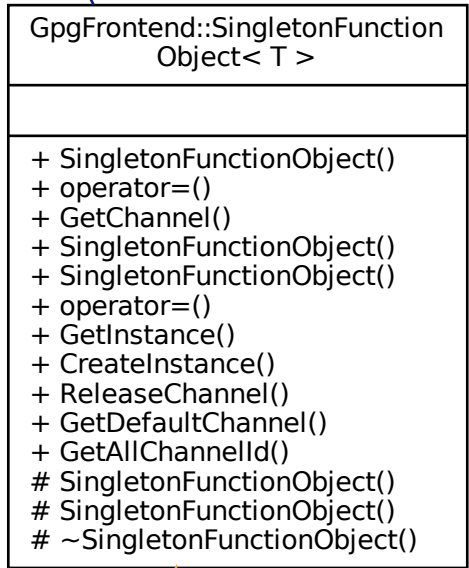 GpgFrontend::SingletonFunction
Object< T >
+ SingletonFunctionObject()
+ operator=()
+ GetChannel()
+ SingletonFunctionObject()
+ SingletonFunctionObject()
+ operator=()
+ GetInstance()
+ CreateInstance()
+ ReleaseChannel()
+ GetDefaultChannel()
+ GetAllChannelId()
# SingletonFunctionObject()
# SingletonFunctionObject()
# ~SingletonFunctionObject()